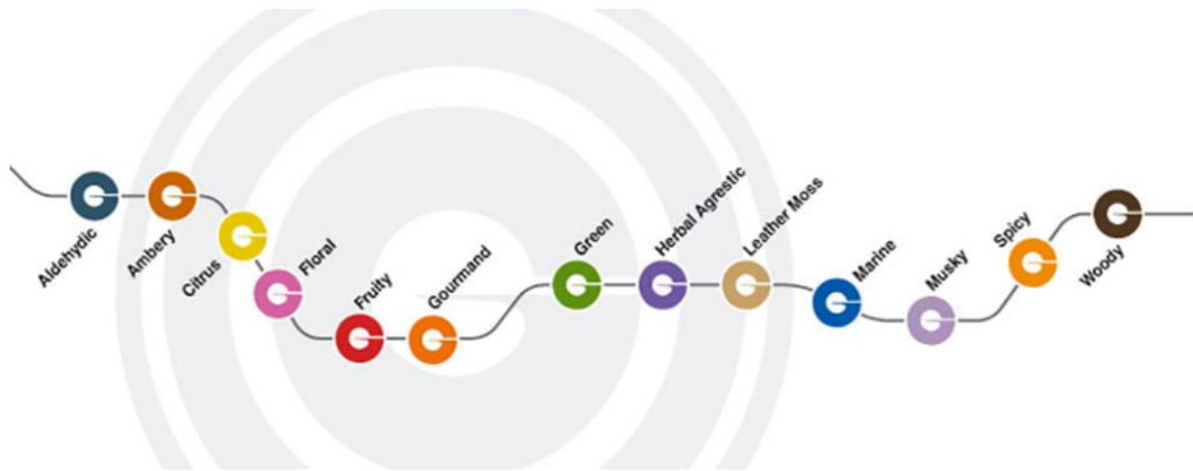 Aldehydic
Ambery
Citrus
Floral
Fruity
Gourmand
Green
Herbal Agrestic
Leather Moss
Marine
Musky
Spicy
Woody